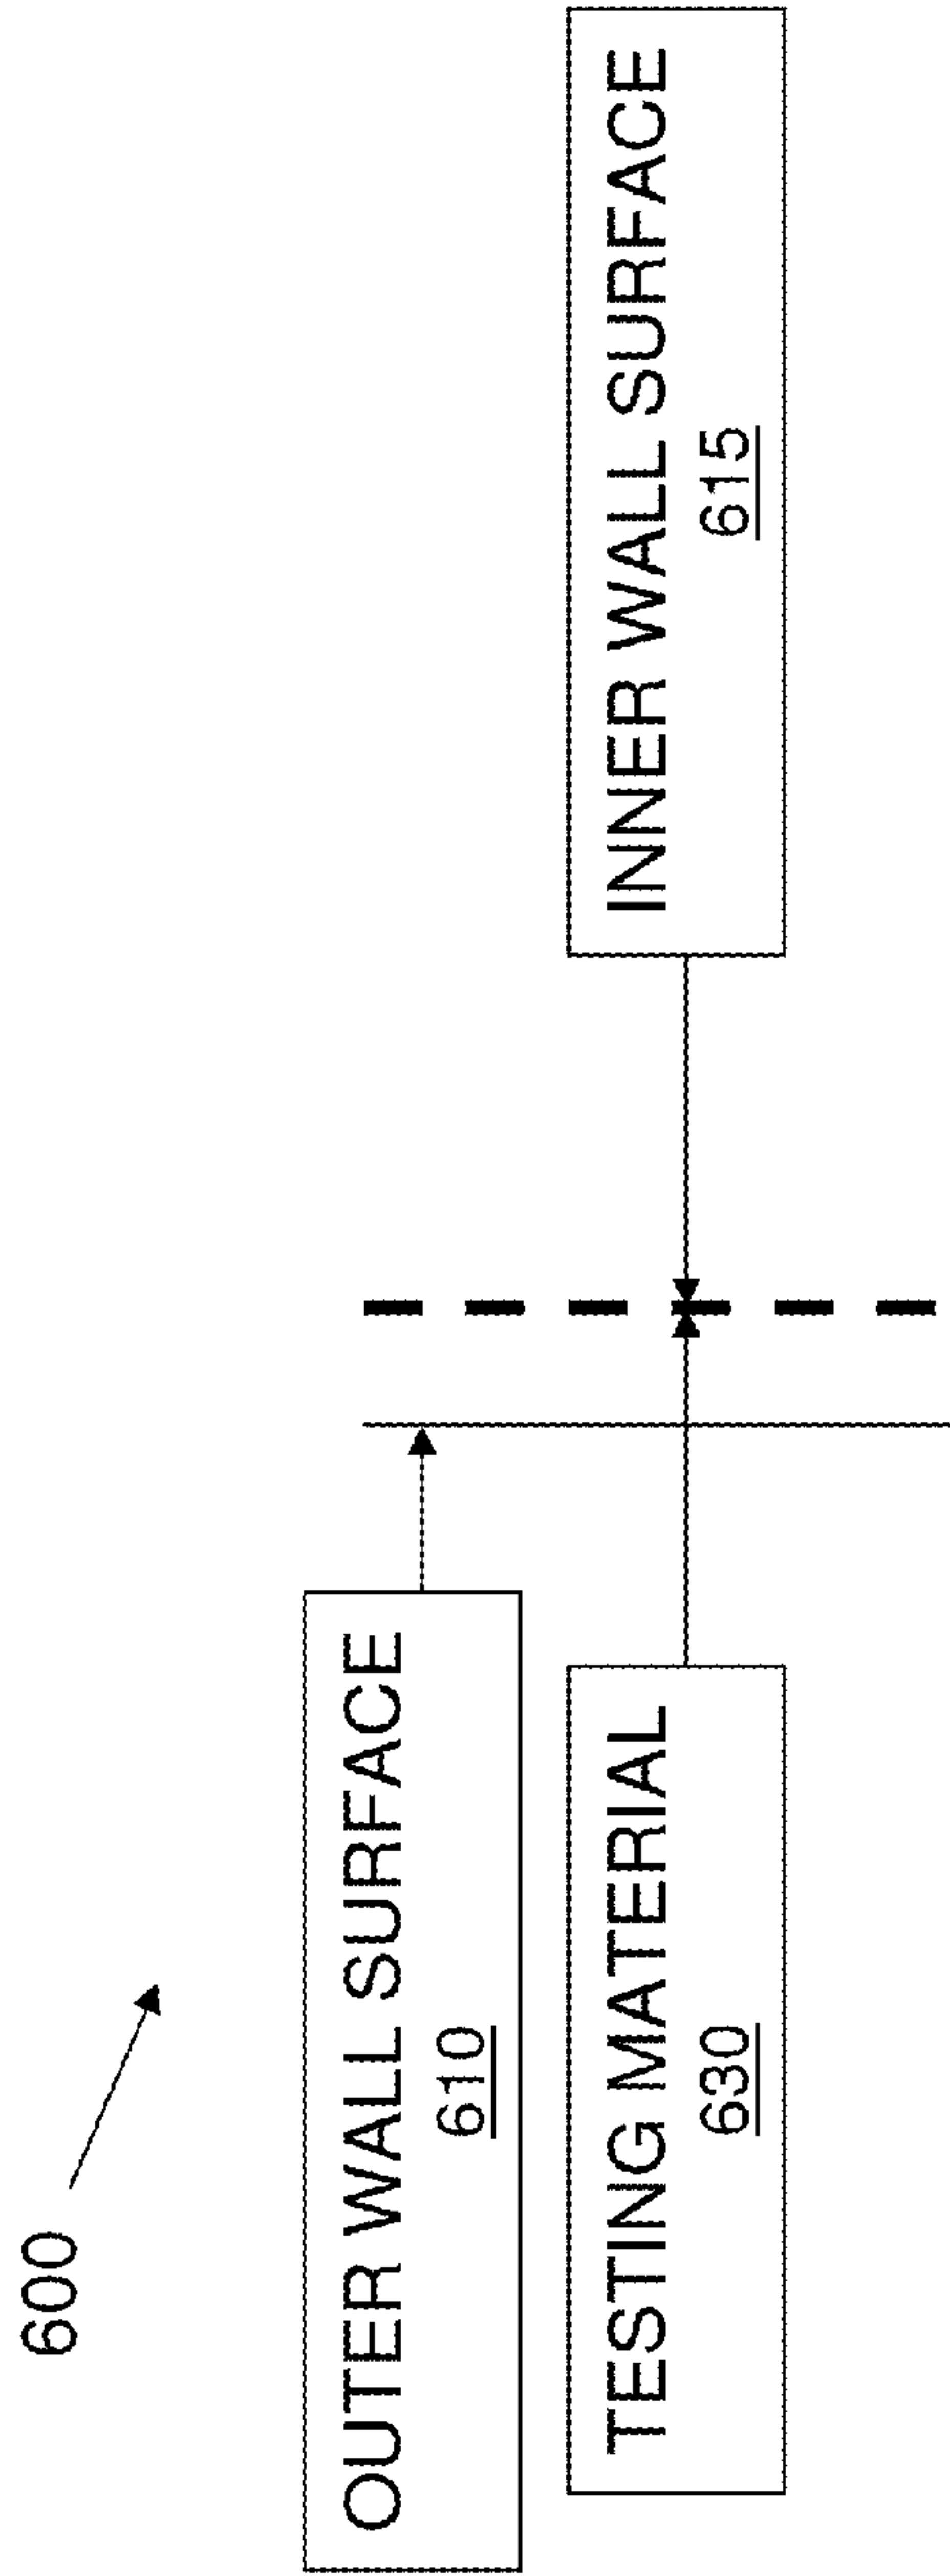 600
OUTER WALL SURFACE
610
TESTING MATERIAL
630
INNER WALL SURFACE
615